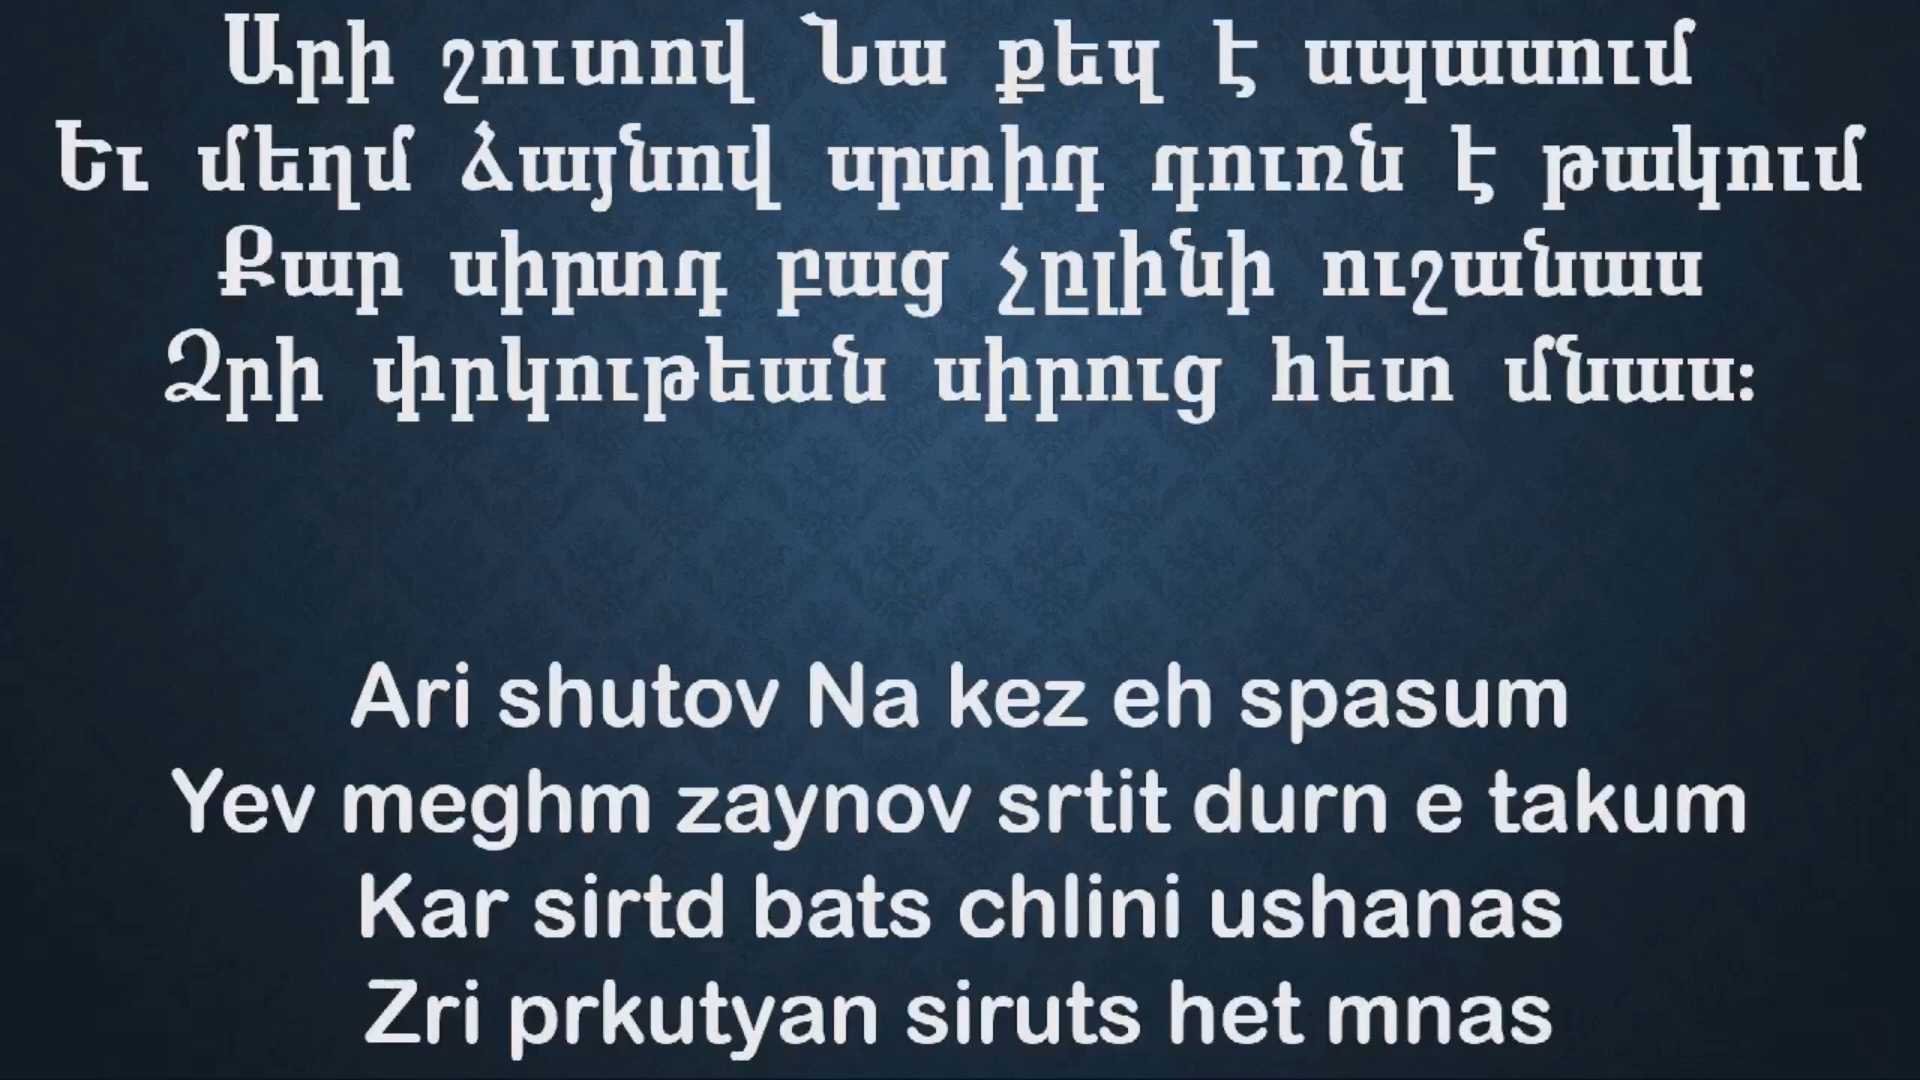 Արի շուտով Նա քեզ է սպասում
Եւ մեղմ ձայնով սրտիդ դուռն է թակում
Քար սիրտդ բաց չըլինի ուշանաս
Զրի փրկութեան սիրուց հետ մնաս։
Ari shutov Na kez eh spasum
Yev meghm zaynov srtit durn e takum
Kar sirtd bats chlini ushanas
Zri prkutyan siruts het mnas